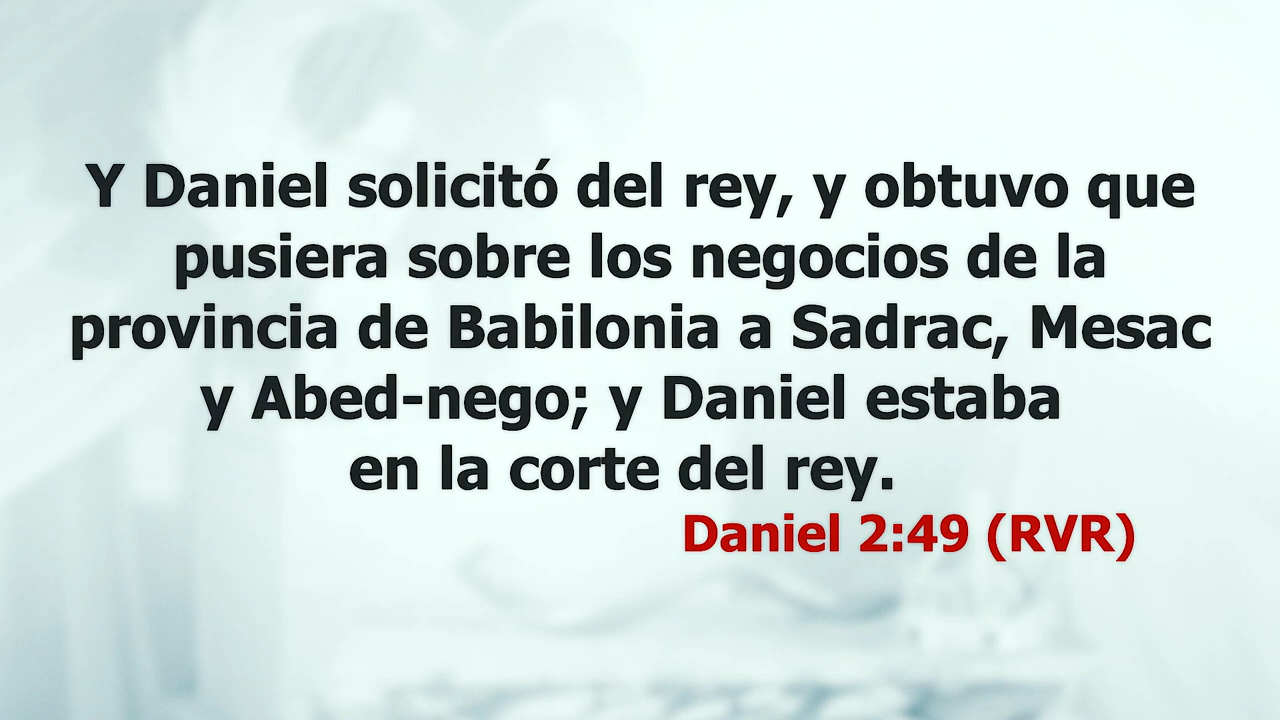 Y Daniel solicitó del rey, y obtuvo que
pusiera sobre los negocios de la
provincia de Babilonia a Sadrac, Mesac
y Abed-nego; y Daniel estaba
en la corte del rey.
Daniel 2:49 (RVR)